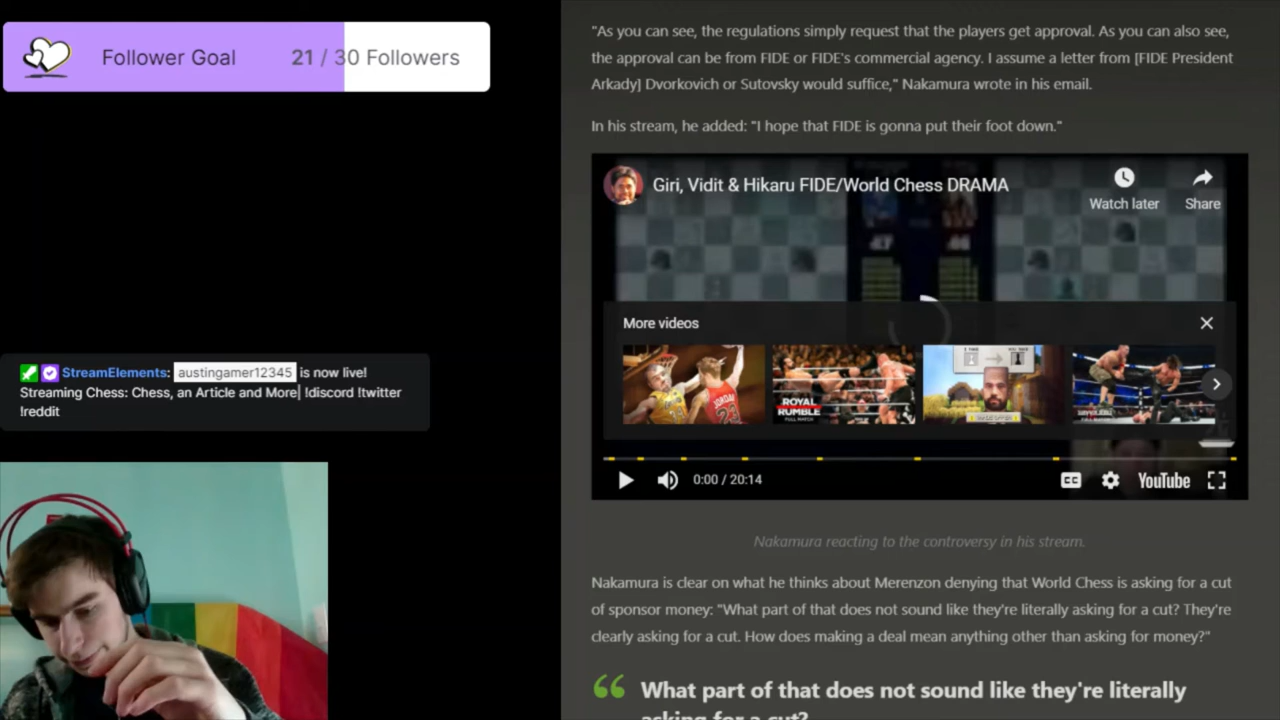 Follower Goal 21 / 30 Followers
StreamElements: austingamer12345 is now live!
Streaming Chess: Chess, an Article and More| !discord !twitter
!reddit
"As you can see, the regulations simply request that the players get approval. As you can also see,
the approval can be from FIDE or FIDE's commercial agency. I assume a letter from [FIDE President
Arkady] Dvorkovich or Sutovsky would suffice," Nakamura wrote in his email.
In his stream, he added: "I hope that FIDE is gonna put their foot down."
Giri, Vidit & Hikaru FIDE/World Chess DRAMA
Watch later
Share
More videos
ROYAL
RUMBLE
FULL MATCH
0:00 / 20:14
CC
YouTube
Nakamura reacting to the controversy in his stream.
Nakamura is clear on what he thinks about Merenzon denying that World Chess is asking for a cut
of sponsor money: "What part of that does not sound like they're literally asking for a cut? They're
clearly asking for a cut. How does making a deal mean anything other than asking for money?"
What part of that does not sound like they're literally
asking for a cut?